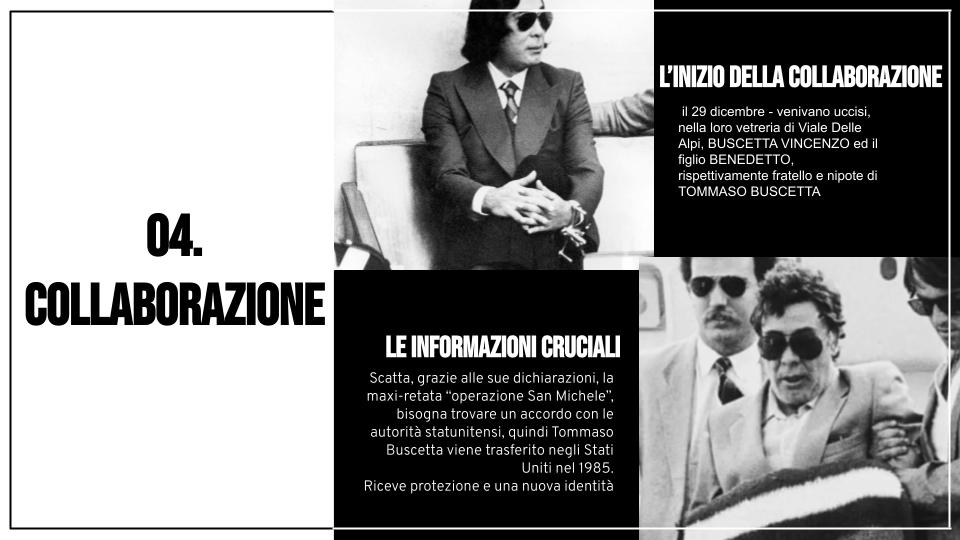 04.
COLLABORAZIONE
L'INIZIO DELLA COLLABORAZIONE
il 29 dicembre - venivano uccisi,
nella loro vetreria di Viale Delle
Alpi, BUSCETTA VINCENZO ed il
figlio BENEDETTO,
rispettivamente fratello e nipote di
TOMMASO BUSCETTA
LE INFORMAZIONI CRUCIALI
Scatta, grazie alle sue dichiarazioni, la
maxi-retata “operazione San Michele”,
bisogna trovare un accordo con le
autorità statunitensi, quindi Tommaso
Buscetta viene trasferito negli Stati
Uniti nel 1985.
Riceve protezione e una nuova identità